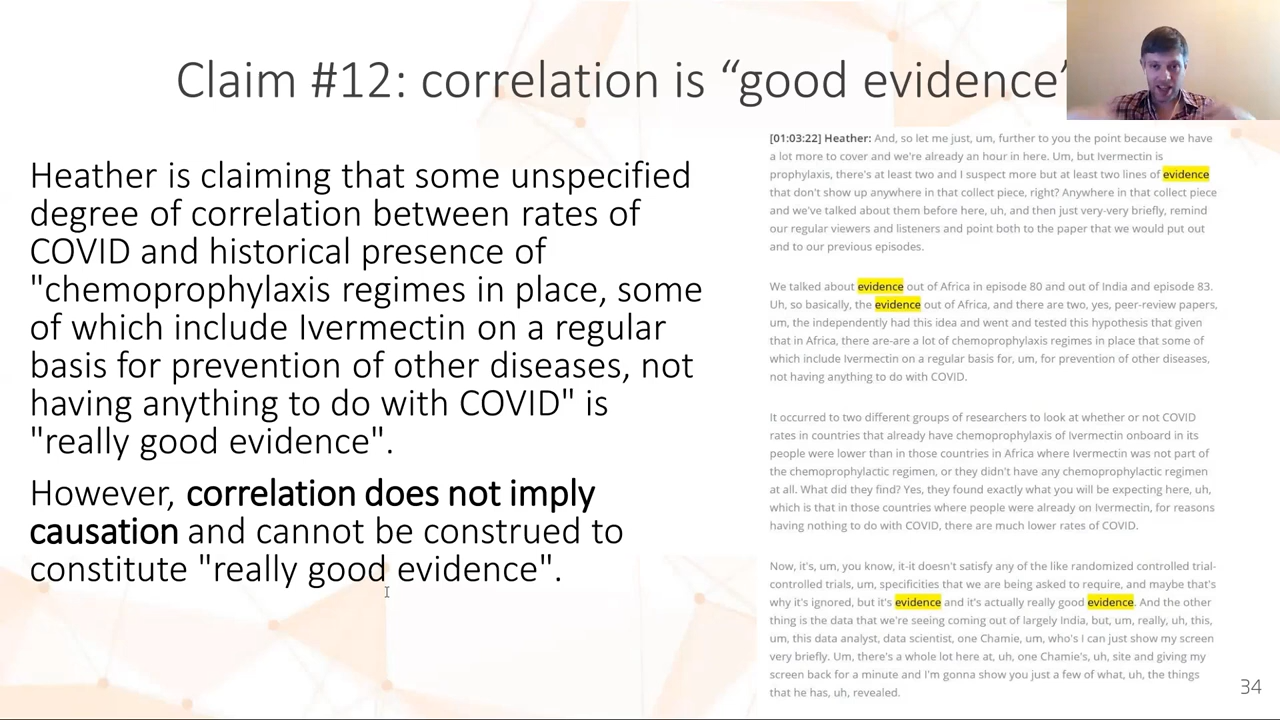 Claim #12: correlation is “good evidence”
Heather is claiming that some unspecified
degree of correlation between rates of
COVID and historical presence of
"chemoprophylaxis regimes in place, some
of which include Ivermectin on a regular
basis for prevention of other diseases, not
having anything to do with COVID" is
"really good evidence".
However, correlation does not imply
causation and cannot be construed to
constitute "really good evidence".
[01:03:22] Heather: And, so let me just, um, further to you the point because we have
a lot more to cover and we're already an hour in here. Um, but Ivermectin is
prophylaxis, there's at least two and I suspect more but at least two lines of evidence
that don't show up anywhere in that collect piece, right? Anywhere in that collect piece
and we've talked about them before here, uh, and then just very-very briefly, remind
our regular viewers and listeners and point both to the paper that we would put out
and to our previous episodes.
We talked about evidence out of Africa in episode 80 and out of India and episode 83.
Uh, so basically, the evidence out of Africa, and there are two, yes, peer-review papers,
um, the independently had this idea and went and tested this hypothesis that given
that in Africa, there are-are a lot of chemoprophylaxis regimes in place that some of
which include Ivermectin on a regular basis for, um, for prevention of other diseases,
not having anything to do with COVID.
It occurred to two different groups of researchers to look at whether or not COVID
rates in countries that already have chemoprophylaxis of Ivermectin onboard in its
people were lower than in those countries in Africa where Ivermectin was not part of
the chemoprophylactic regimen, or they didn't have any chemoprophylactic regimen
at all. What did they find? Yes, they found exactly what you will be expecting here, uh,
which is that in those countries where people were already on Ivermectin, for reasons
having nothing to do with COVID, there are much lower rates of COVID.
Now, it's, um, you know, it-it doesn't satisfy any of the like randomized controlled trial-
controlled trials, um, specificities that we are being asked to require, and maybe that's
why it's ignored, but it's evidence and it's actually really good evidence. And the other
thing is the data that we're seeing coming out of largely India, but, um, really, uh, this,
um, this data analyst, data scientist, one Chamie, um, who's I can just show my screen
very briefly. Um, there's a whole lot here at, uh, one Chamie's, uh, site and giving my
screen back for a minute and I'm gonna show you just a few of what, uh, the things
that he has, uh, revealed.
34